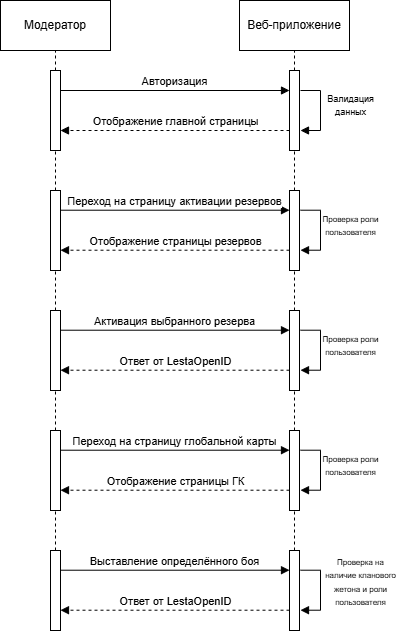 Модератор
Веб-приложение
Авторизация
Валидация
данных
Отображение главной страницы
Переход на страницу активации резервов
Проверка роли
пользователя
Отображение страницы резервов
Активация выбранного резерва
Проверка роли
пользователя
Ответ от LestaOpenID
Переход на страницу глобальной карты
Проверка роли
пользователя
Отображение страницы ГК
Выставление определённого боя
Проверка на
наличие кланового
жетона и роли
пользователя
Ответ от LestaOpenID